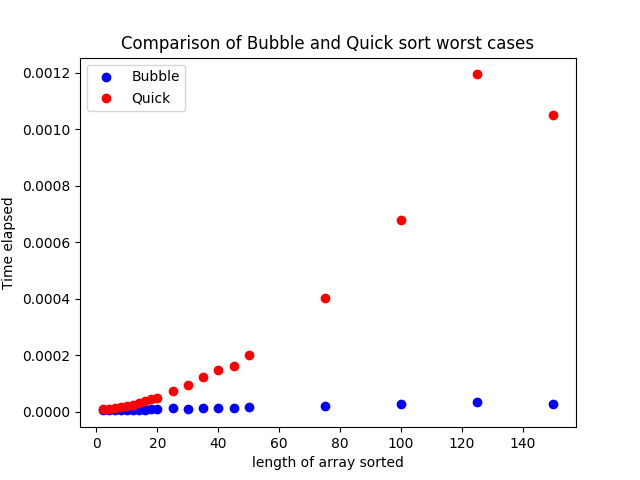 Comparison of Bubble and Quick sort worst cases
Bubble
Quick
Time elapsed
0.0012
0.0010
0.0008
0.0006
0.0004
0.0002
0.0000
0 20 40 60 80 100 120 140
length of array sorted